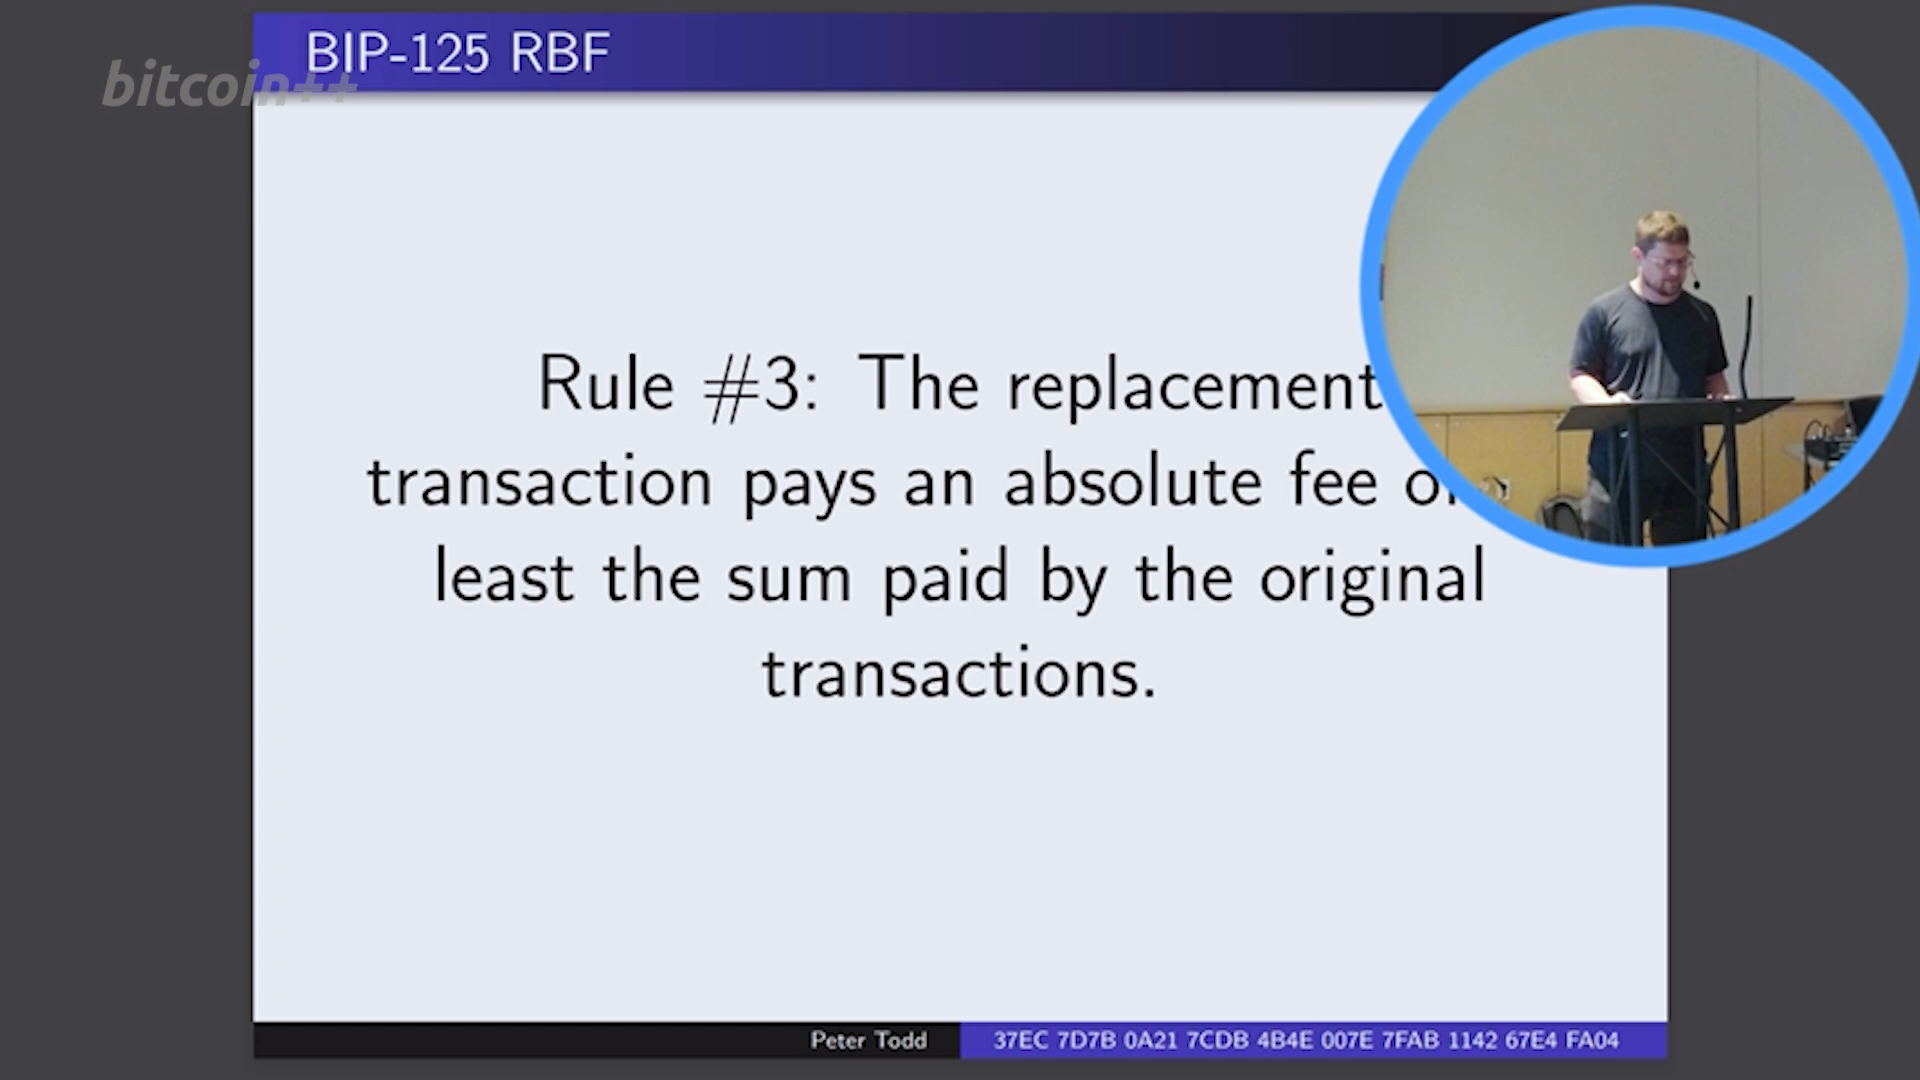 BIP-125 RBF
bitcoin++
Rule #3: The replacement
transaction pays an absolute fee
least the sum paid by the original
transactions.
Peter Todd
37EC 7D7B 0A21 7CDB 4B4E 007E 7FAB 1142 67E4 FA04